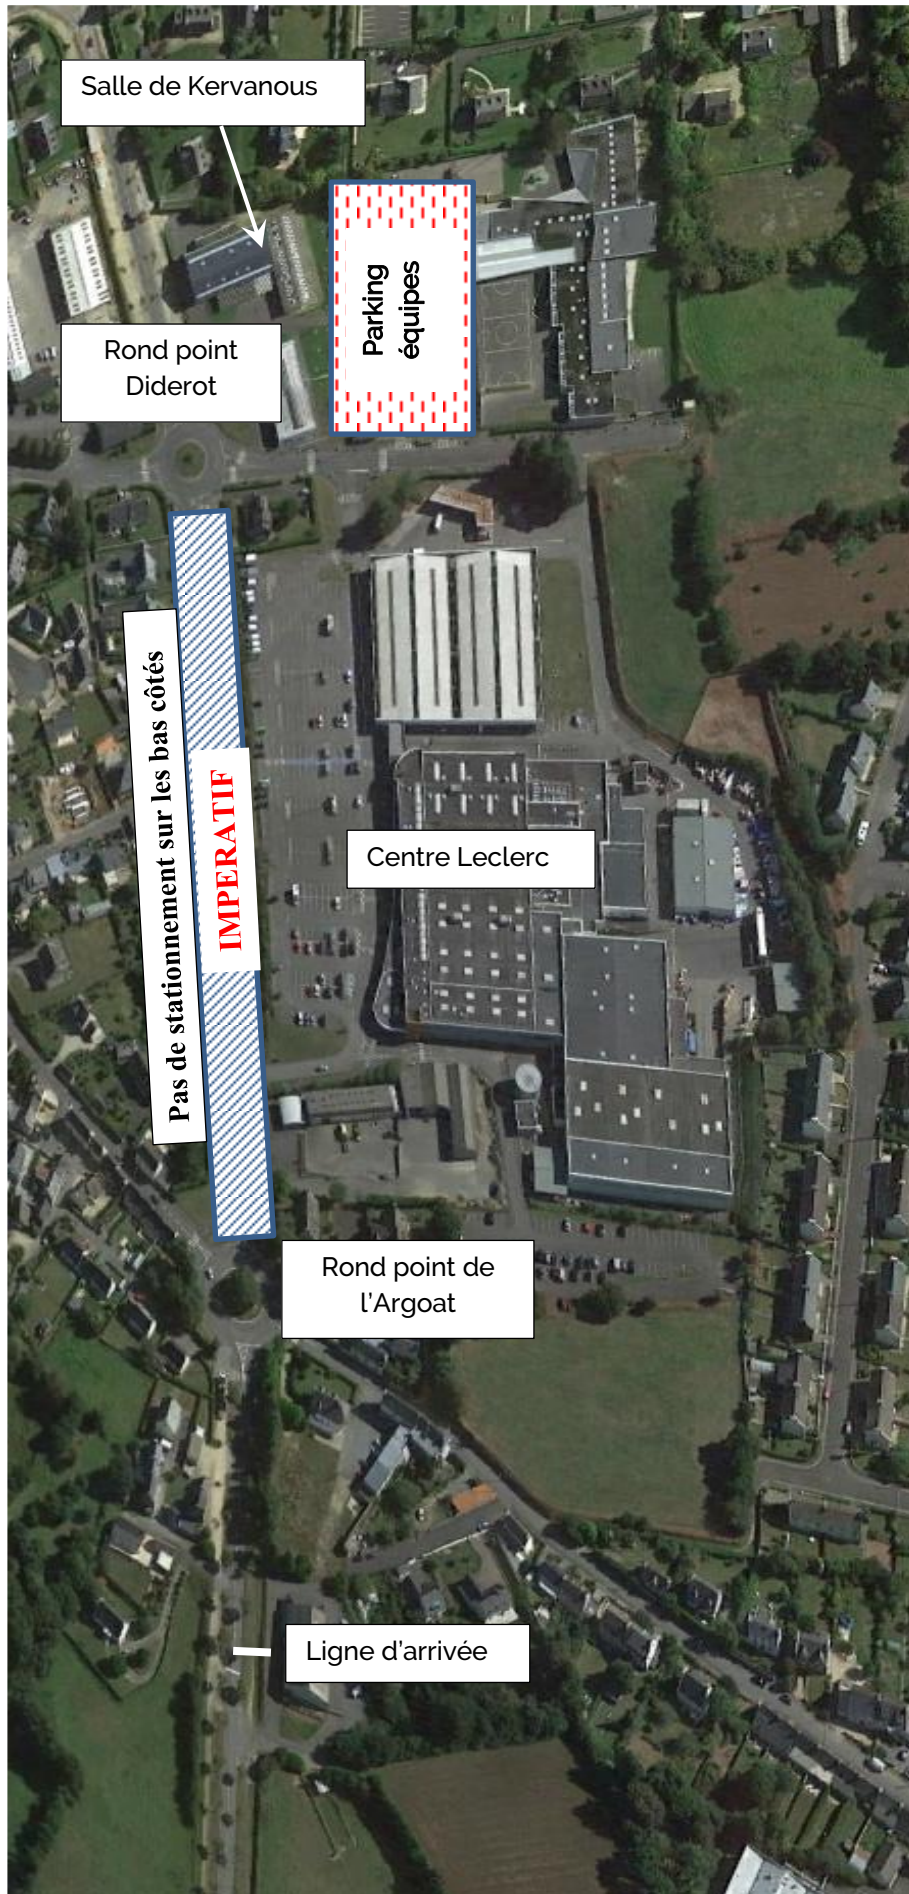 Salle de Kervanous
Parking
équipes
Rond point
Diderot
Pas de stationnement sur les bas côtés
IMPERATIF
Centre Leclerc
Rond point de
l'Argoat
Ligne d'arrivée